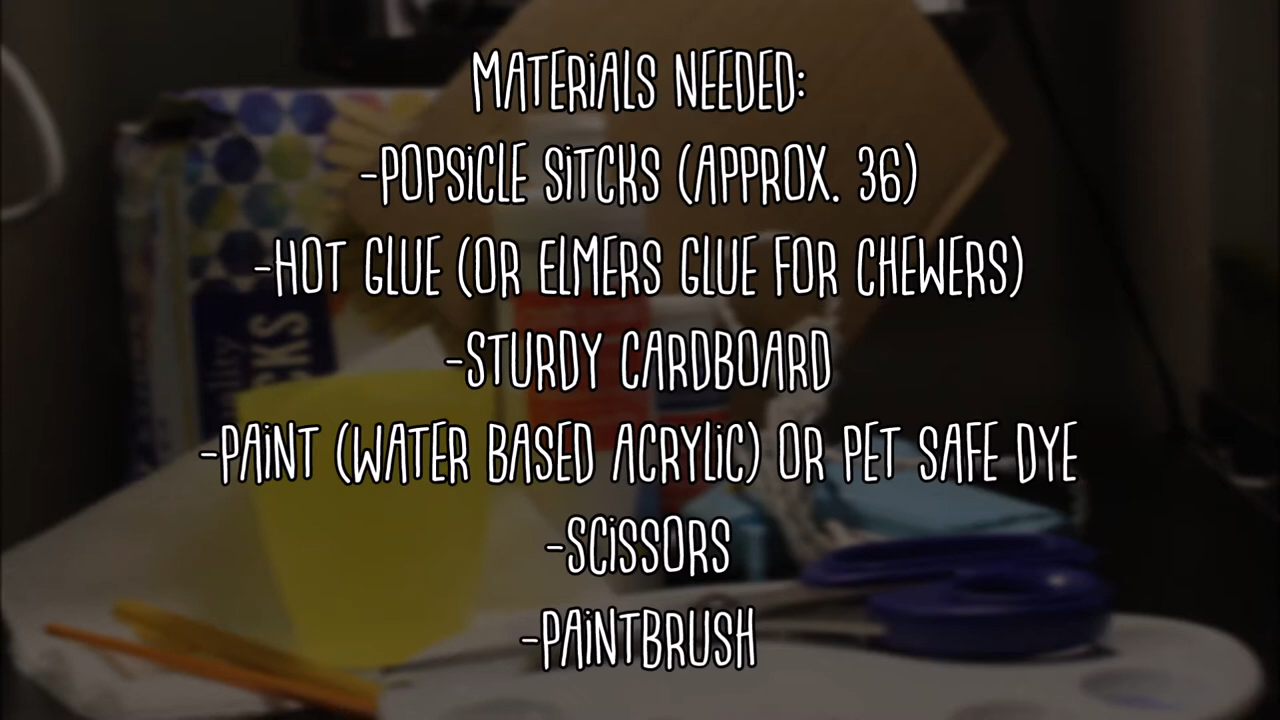 MATERIALS NEEDED:
-POPSICLE SITCKS (APPROX. 36)
-HOT GLUE (OR ELMERS GLUE FOR CHEWERS)
-STURDY CARDBOARD
-PAINT (WATER BASED ACRYLIC) OR PET SAFE DYE
-SCISSORS
-PAINTBRUSH